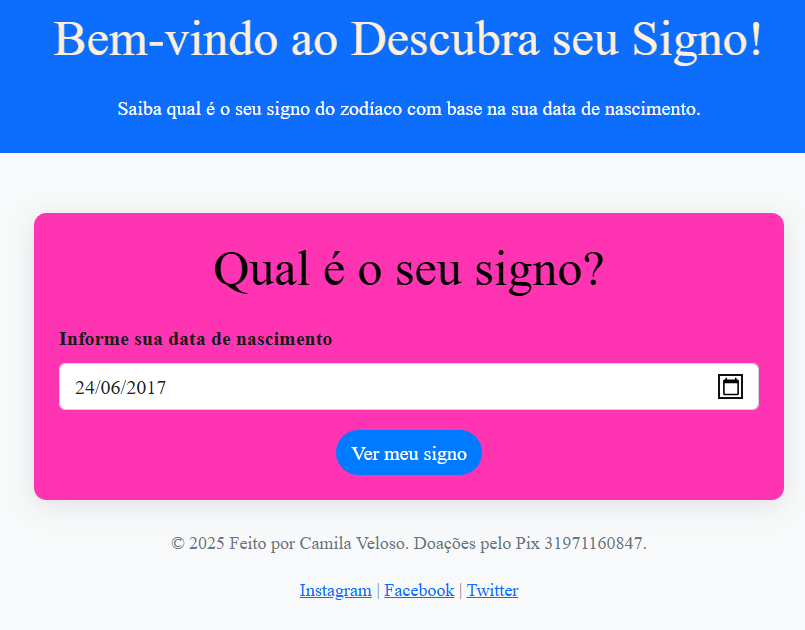 Bem-vindo ao Descubra seu Signo!
Saiba qual é o seu signo do zodíaco com base na sua data de nascimento.
Qual é o seu signo?
Informe sua data de nascimento
24/06/2017
Ver meu signo
© 2025 Feito por Camila Veloso. Doações pelo Pix 31971160847.
Instagram | Facebook | Twitter